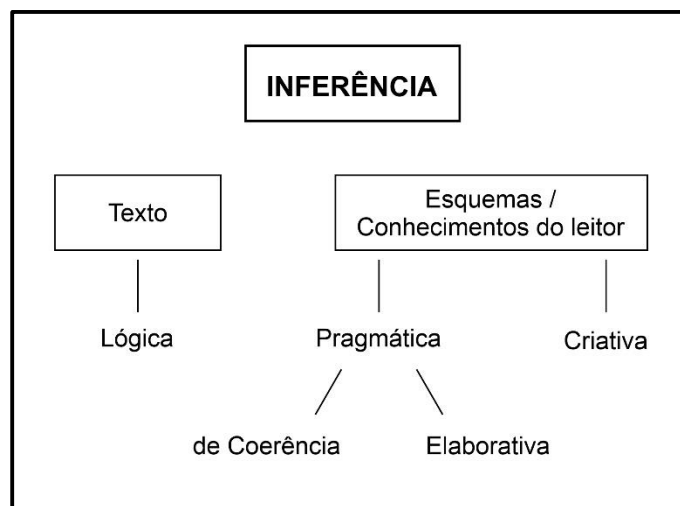 INFERÊNCIA
Texto
Esquemas /
Conhecimentos do leitor
Lógica
Pragmática
Criativa
de Coerência
Elaborativa